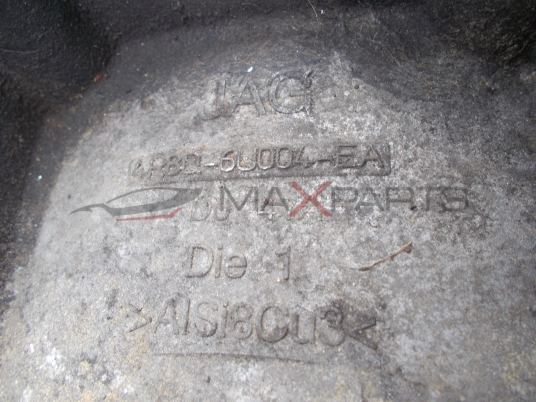 JAG
4R8Q-6U004-EA
MAXPARTS
Die 1
>AlSi8Cu3<